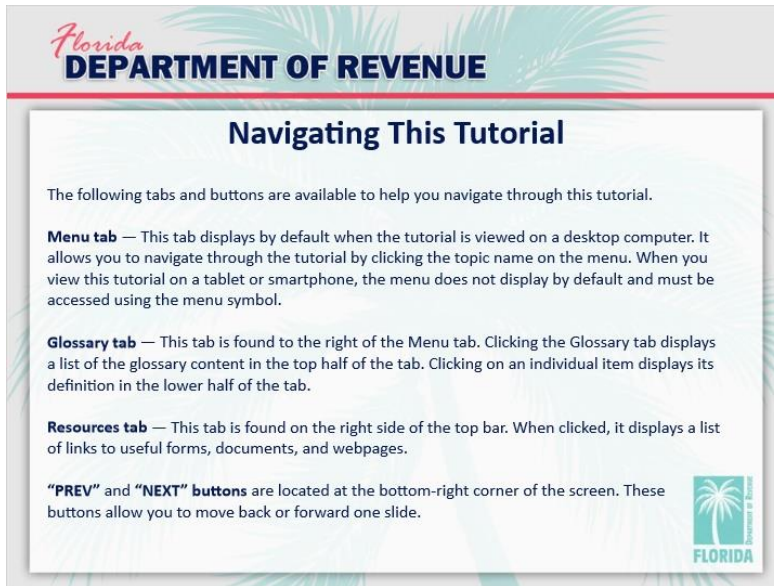 Florida
DEPARTMENT OF REVENUE
Navigating This Tutorial
The following tabs and buttons are available to help you navigate through this tutorial.
Menu tab — This tab displays by default when the tutorial is viewed on a desktop computer. It
allows you to navigate through the tutorial by clicking the topic name on the menu. When you
view this tutorial on a tablet or smartphone, the menu does not display by default and must be
accessed using the menu symbol.
Glossary tab — This tab is found to the right of the Menu tab. Clicking the Glossary tab displays
a list of the glossary content in the top half of the tab. Clicking on an individual item displays its
definition in the lower half of the tab.
Resources tab — This tab is found on the right side of the top bar. When clicked, it displays a list
of links to useful forms, documents, and webpages.
“PREV” and “NEXT” buttons are located at the bottom-right corner of the screen. These
buttons allow you to move back or forward one slide.
Department of Revenue
FLORIDA